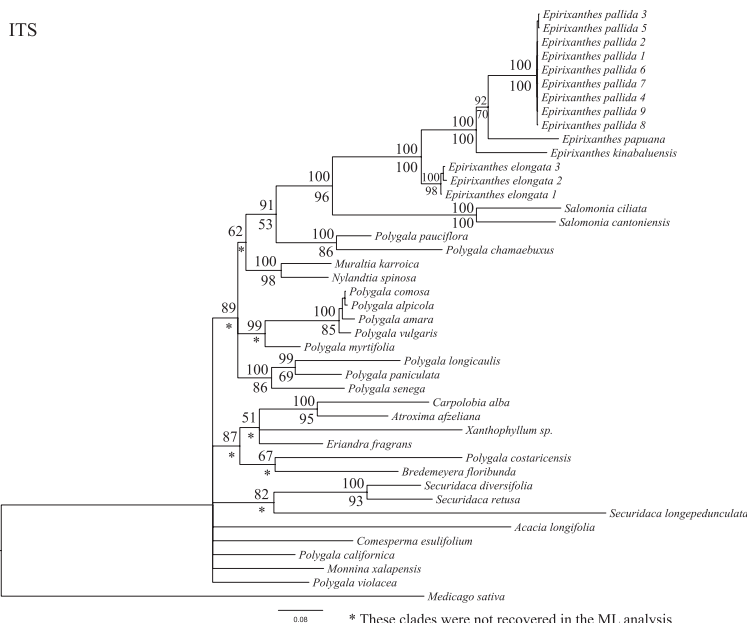 ITS
Epirixanthes pallida 3
Epirixanthes pallida 5
Epirixanthes pallida 2
Epirixanthes pallida 1
100
Epirixanthes pallida 6
100
Epirixanthes pallida 7
Epirixanthes pallida 4
92
Epirixanthes pallida 9
70
Epirixanthes pallida 8
100
Epirixanthes papuana
100
Epirixanthes kinabaluensis
100
100
Epirixanthes elongata 3
100
Epirixanthes elongata 2
98
Epirixanthes elongata 1
100
96
100
Salomonia ciliata
100
Salomonia cantoniensis
91
53
100
Polygala pauciflora
86
Polygala chamaebuxus
62
*
100
Muraltia karroica
98
Nylandtia spinosa
Polygala comosa
Polygala alpicola
100
Polygala amara
85
Polygala vulgaris
89
*
99
*
Polygala myrtifolia
99
Polygala longicaulis
69
Polygala paniculata
100
86
Polygala senega
100
Carpolobia alba
95
Atroxima afzeliana
51
*
Xanthophyllum sp.
Eriandra fragrans
87
*
67
Polygala costaricensis
*
Bredemeyera floribunda
100
Securidaca diversifolia
93
Securidaca retusa
82
*
Securidaca longepedunculata
Acacia longifolia
Comesperma esulifolium
Polygala californica
Monnina xalapensis
Polygala violacea
Medicago sativa
0.08
* These clades were not recovered in the ML analysis